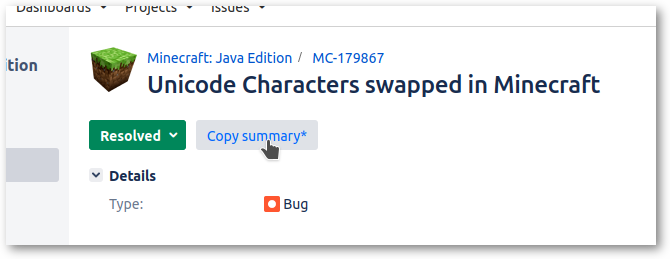 Dashboards Projects Issues
Minecraft: Java Edition / MC-179867
Unicode Characters swapped in Minecraft
Resolved Copy summary*
Details
Type: Bug